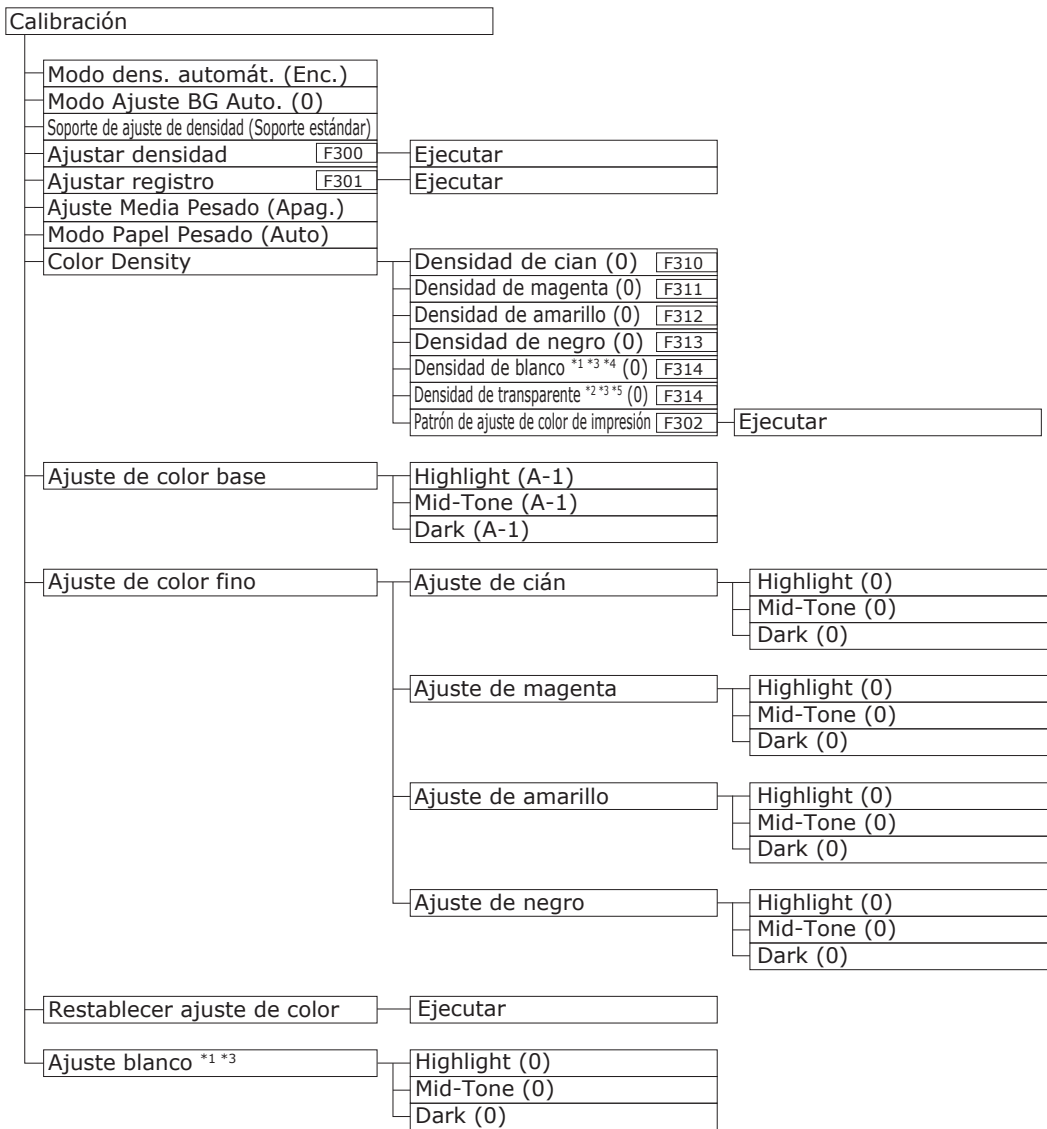 Calibración
Modo dens. automát. (Enc.)
Modo Ajuste BG Auto. (0)
Soporte de ajuste de densidad (Soporte estándar)
Ajustar densidad F300 Ejecutar
Ajustar registro F301 Ejecutar
Ajuste Media Pesado (Apag.)
Modo Papel Pesado (Auto)
Color Density Densidad de cian (0) F310
Densidad de magenta (0) F311
Densidad de amarillo (0) F312
Densidad de negro (0) F313
Densidad de blanco *1 *3 *4 (0) F314
Densidad de transparente *2 *3 *5 (0) F314
Patrón de ajuste de color de impresión F302 Ejecutar
Ajuste de color base Highlight (A-1)
Mid-Tone (A-1)
Dark (A-1)
Ajuste de color fino Ajuste de cián Highlight (0)
Mid-Tone (0)
Dark (0)
Ajuste de magenta Highlight (0)
Mid-Tone (0)
Dark (0)
Ajuste de amarillo Highlight (0)
Mid-Tone (0)
Dark (0)
Ajuste de negro Highlight (0)
Mid-Tone (0)
Dark (0)
Restablecer ajuste de color Ejecutar
Ajuste blanco *1 *3 Highlight (0)
Mid-Tone (0)
Dark (0)